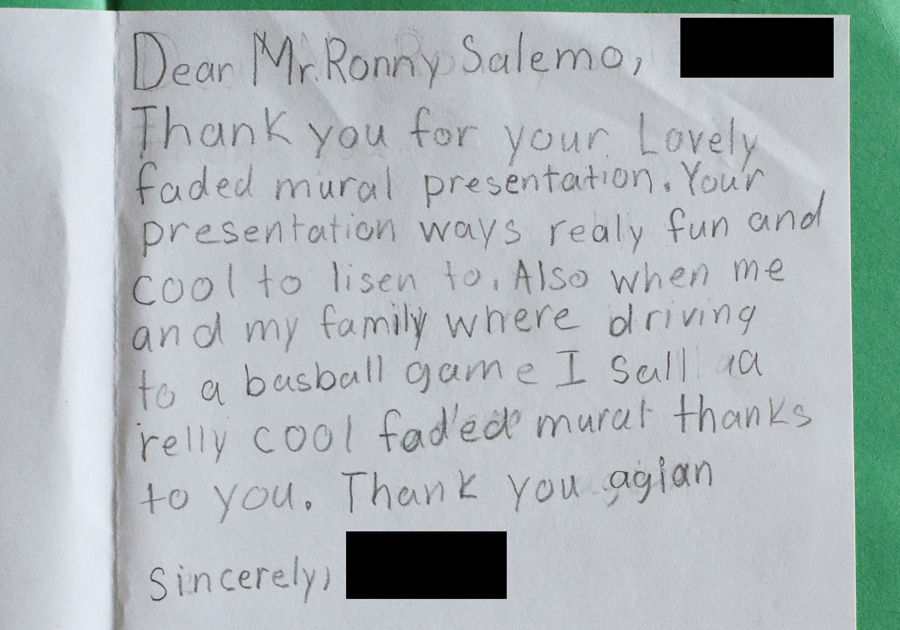 Dear Mr. Ronny Salemo,
Thank you for your Lovely
faded mural presentation. Your
presentation ways realy fun and
cool to lisen to. Also when me
and my family where driving
to a basball game I sall a
relly cool faded mural thanks
to you. Thank you agian
Sincerely,